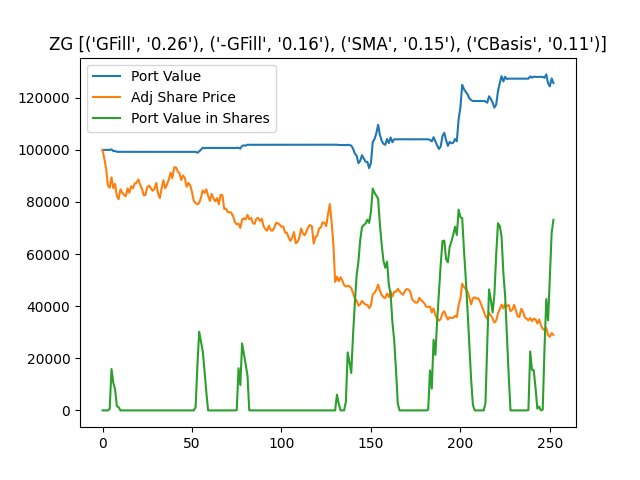 ZG [('GFill', '0.26'), ('-GFill', '0.16'), ('SMA', '0.15'), ('CBasis', '0.11')]
Port Value
Adj Share Price
Port Value in Shares
120000
100000
80000
60000
40000
20000
0
0 50 100 150 200 250